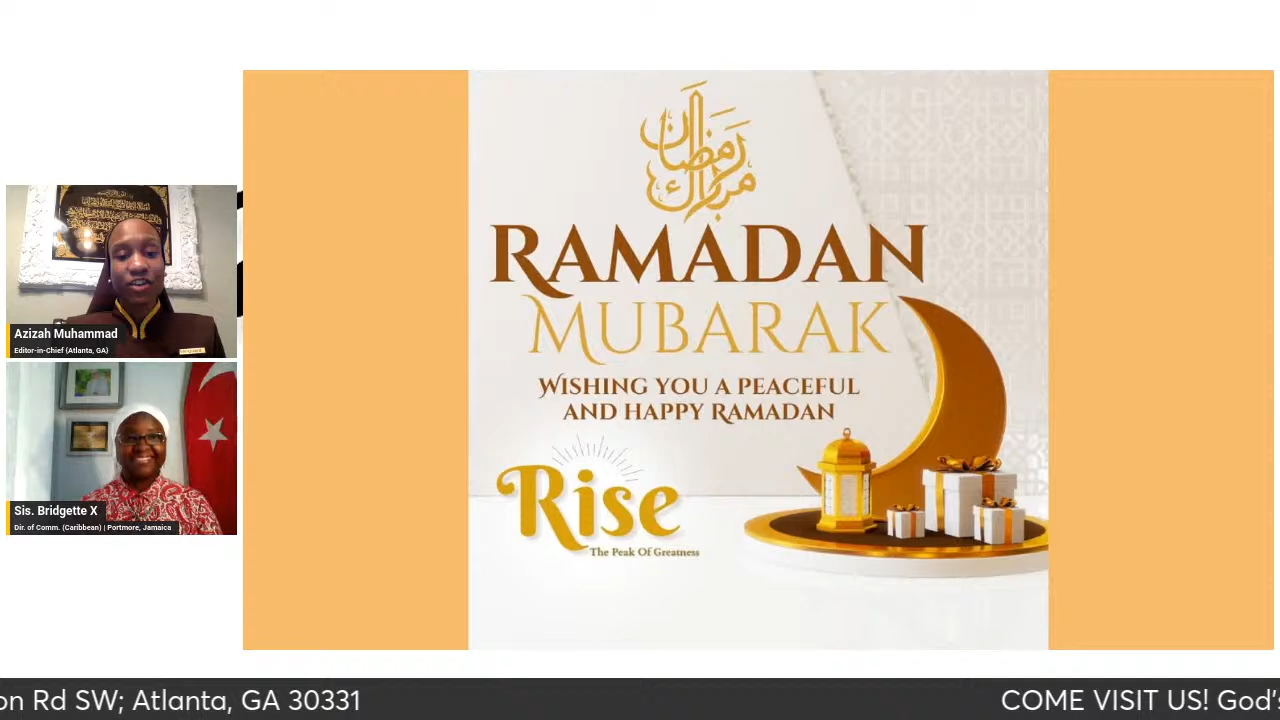 Azizah Muhammad
Editor-in-Chief (Atlanta, GA)
Sis. Bridgette X
Dir. of Comm. (Caribbean) | Portmore, Jamaica
رمضان
مبارك
RAMADAN
MUBARAK
WISHING YOU A PEACEFUL
AND HAPPY RAMADAN
Rise
The Peak Of Greatness
on Rd SW; Atlanta, GA 30331
COME VISIT US! God's